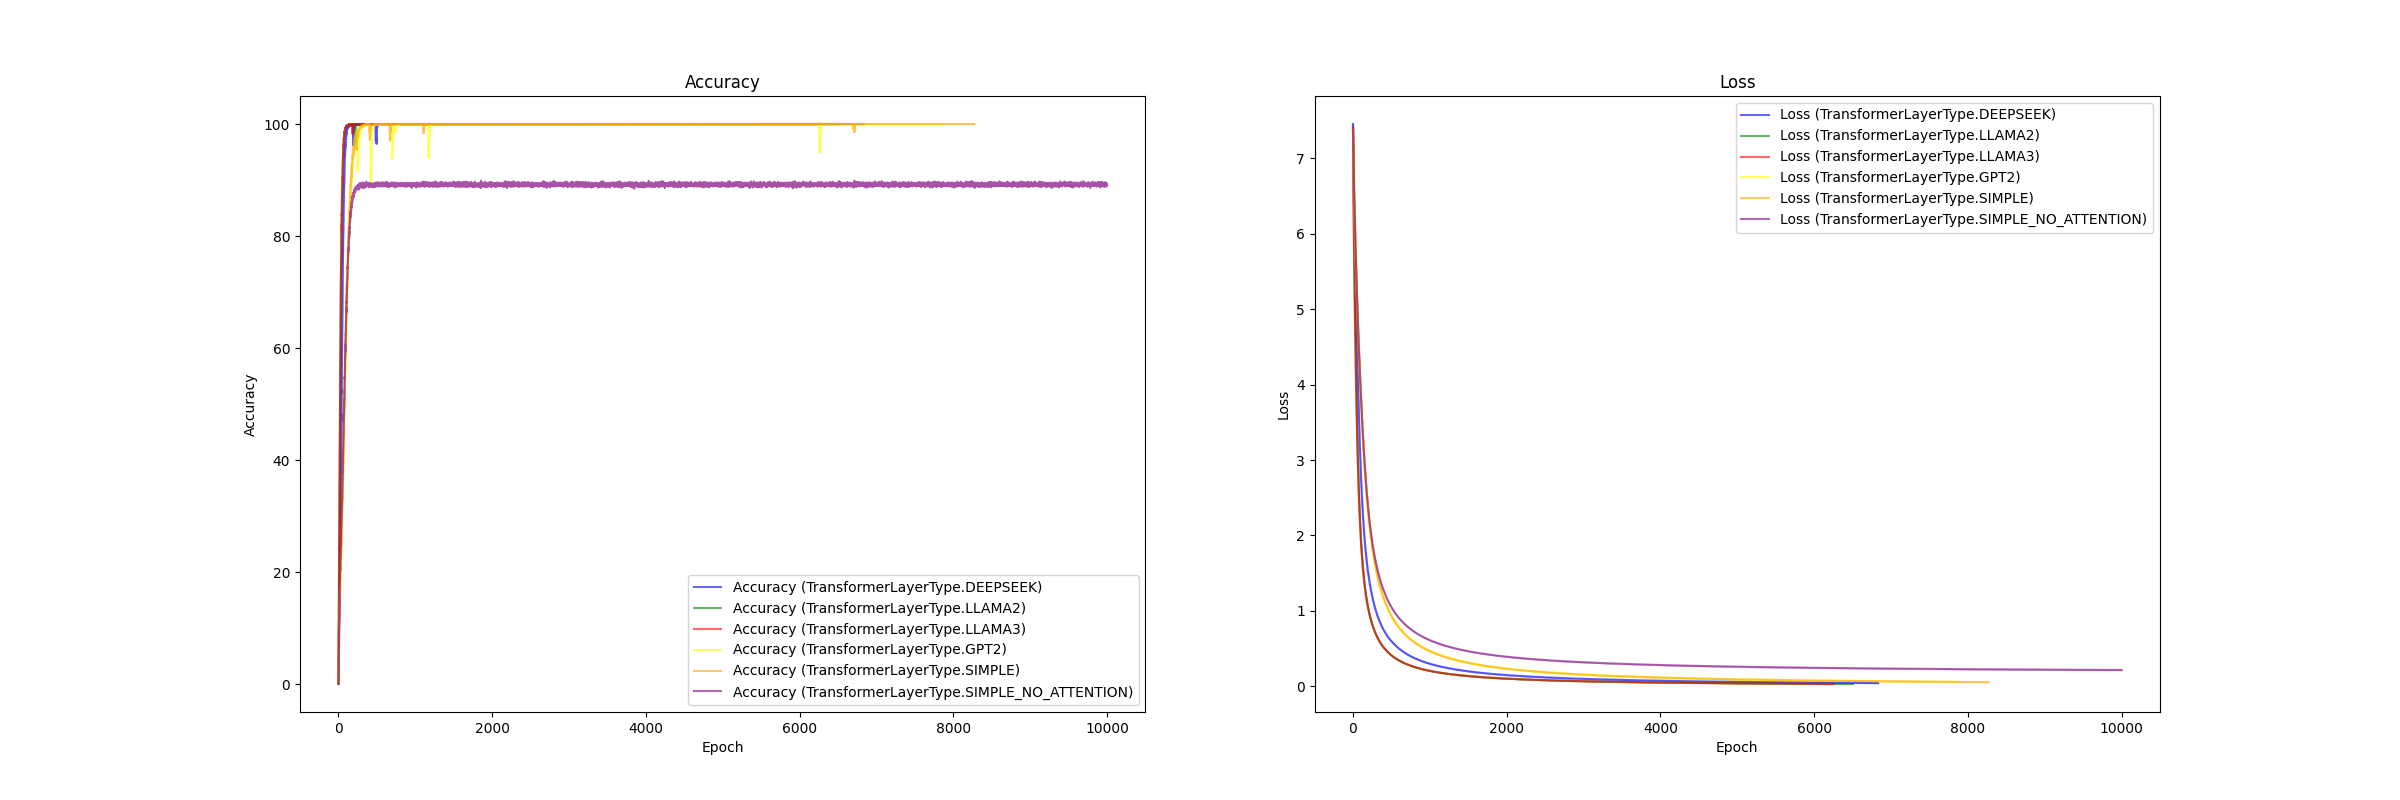 Accuracy
100
80
60
40
20
0
Accuracy
0 2000 4000 6000 8000 10000
Epoch
Accuracy (TransformerLayerType.DEEPSEEK)
Accuracy (TransformerLayerType.LLAMA2)
Accuracy (TransformerLayerType.LLAMA3)
Accuracy (TransformerLayerType.GPT2)
Accuracy (TransformerLayerType.SIMPLE)
Accuracy (TransformerLayerType.SIMPLE_NO_ATTENTION)
Loss
7
6
5
4
3
2
1
0
Loss
0 2000 4000 6000 8000 10000
Epoch
Loss (TransformerLayerType.DEEPSEEK)
Loss (TransformerLayerType.LLAMA2)
Loss (TransformerLayerType.LLAMA3)
Loss (TransformerLayerType.GPT2)
Loss (TransformerLayerType.SIMPLE)
Loss (TransformerLayerType.SIMPLE_NO_ATTENTION)